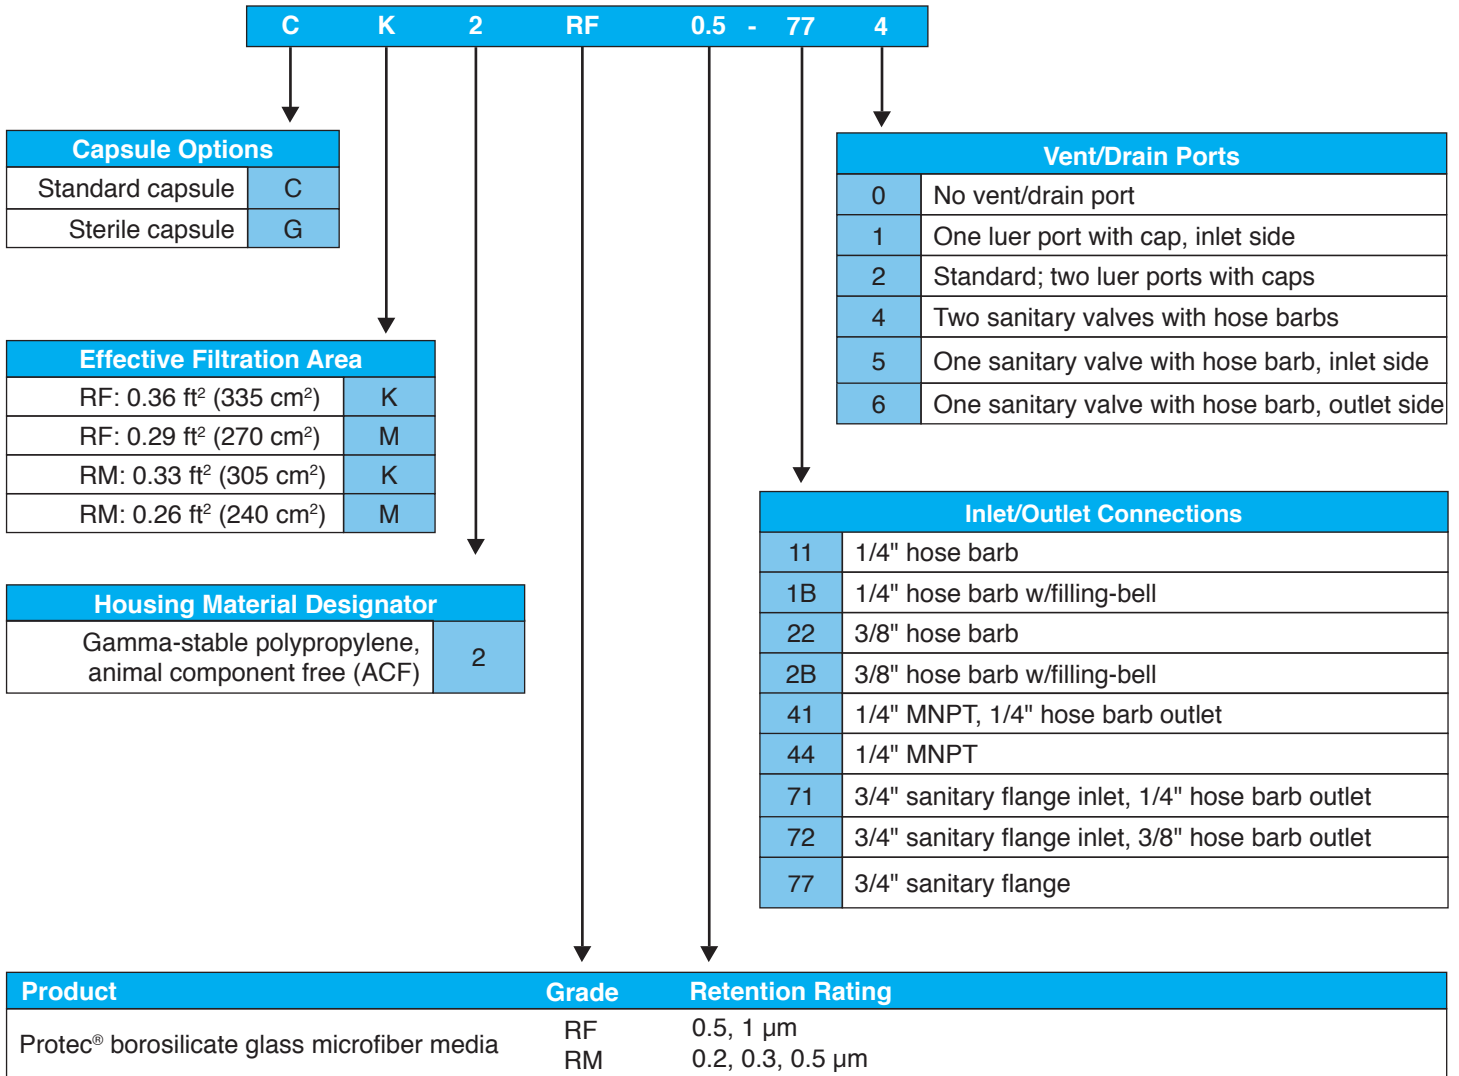 C K 2 RF 0.5 - 77 4
Capsule Options
Standard capsule C
Sterile capsule G
Effective Filtration Area
RF: 0.36 ft² (335 cm²) K
RF: 0.29 ft² (270 cm²) M
RM: 0.33 ft² (305 cm²) K
RM: 0.26 ft² (240 cm²) M
Housing Material Designator
Gamma-stable polypropylene,
animal component free (ACF) 2
Vent/Drain Ports
0 No vent/drain port
1 One luer port with cap, inlet side
2 Standard; two luer ports with caps
4 Two sanitary valves with hose barbs
5 One sanitary valve with hose barb, inlet side
6 One sanitary valve with hose barb, outlet side
Inlet/Outlet Connections
11 1/4" hose barb
1B 1/4" hose barb w/filling-bell
22 3/8" hose barb
2B 3/8" hose barb w/filling-bell
41 1/4" MNPT, 1/4" hose barb outlet
44 1/4" MNPT
71 3/4" sanitary flange inlet, 1/4" hose barb outlet
72 3/4" sanitary flange inlet, 3/8" hose barb outlet
77 3/4" sanitary flange
Product Grade Retention Rating
Protec® borosilicate glass microfiber media
RF 0.5, 1 µm
RM 0.2, 0.3, 0.5 µm